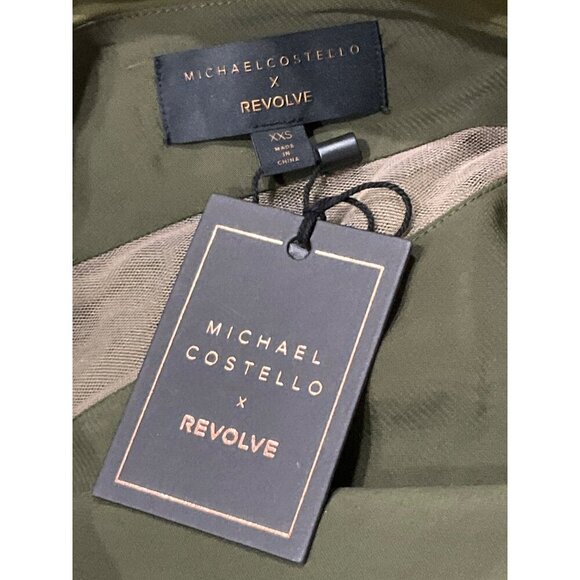 MICHAELCOSTELLO
X
REVOLVE
XXS
MADE
IN
CHINA
MICHAEL
COSTELLO
X
REVOLVE